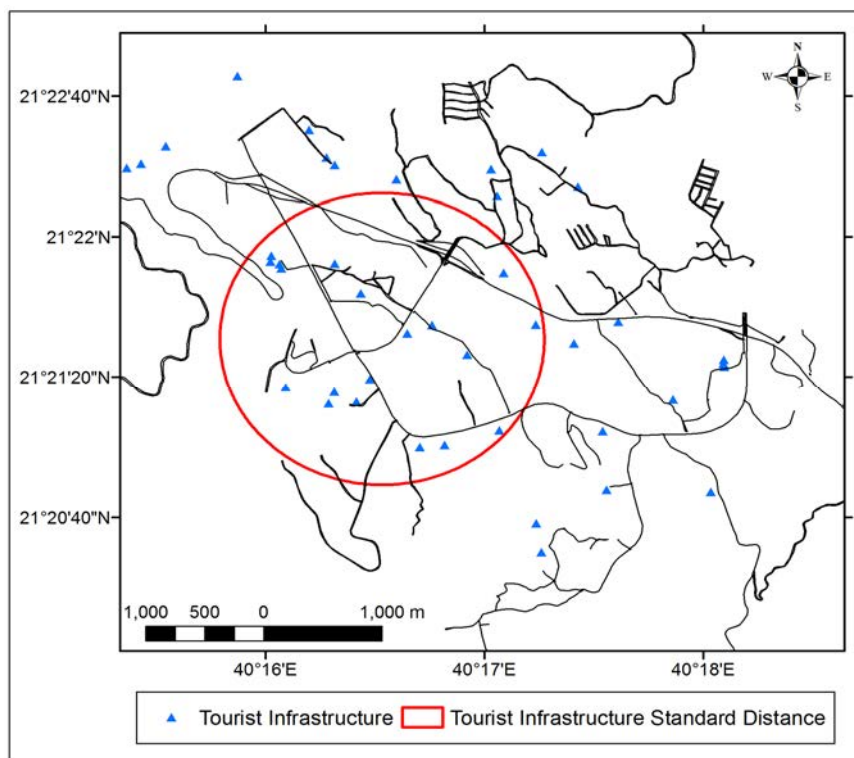 N
W E
S
21°22'40"N
21°22'N
21°21'20"N
21°20'40"N
1,000 500 0 1,000 m
40°16'E 40°17'E 40°18'E
Tourist Infrastructure Tourist Infrastructure Standard Distance